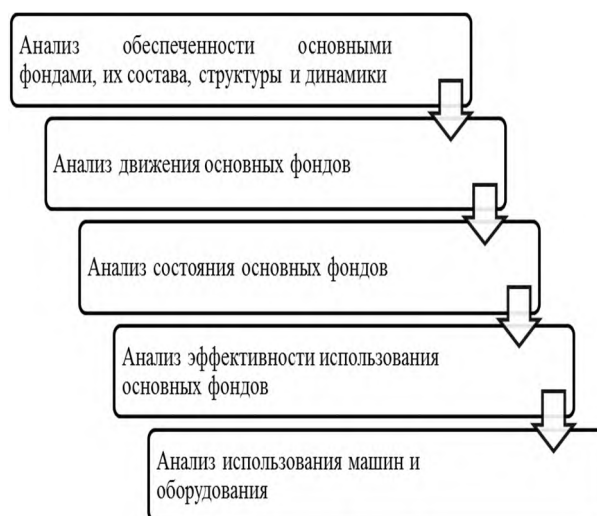 Анализ обеспеченности основными
фондами, их состава, структуры и динамики
Анализ движения основных фондов
Анализ состояния основных фондов
Анализ эффективности использования
основных фондов
Анализ использования машин и
оборудования